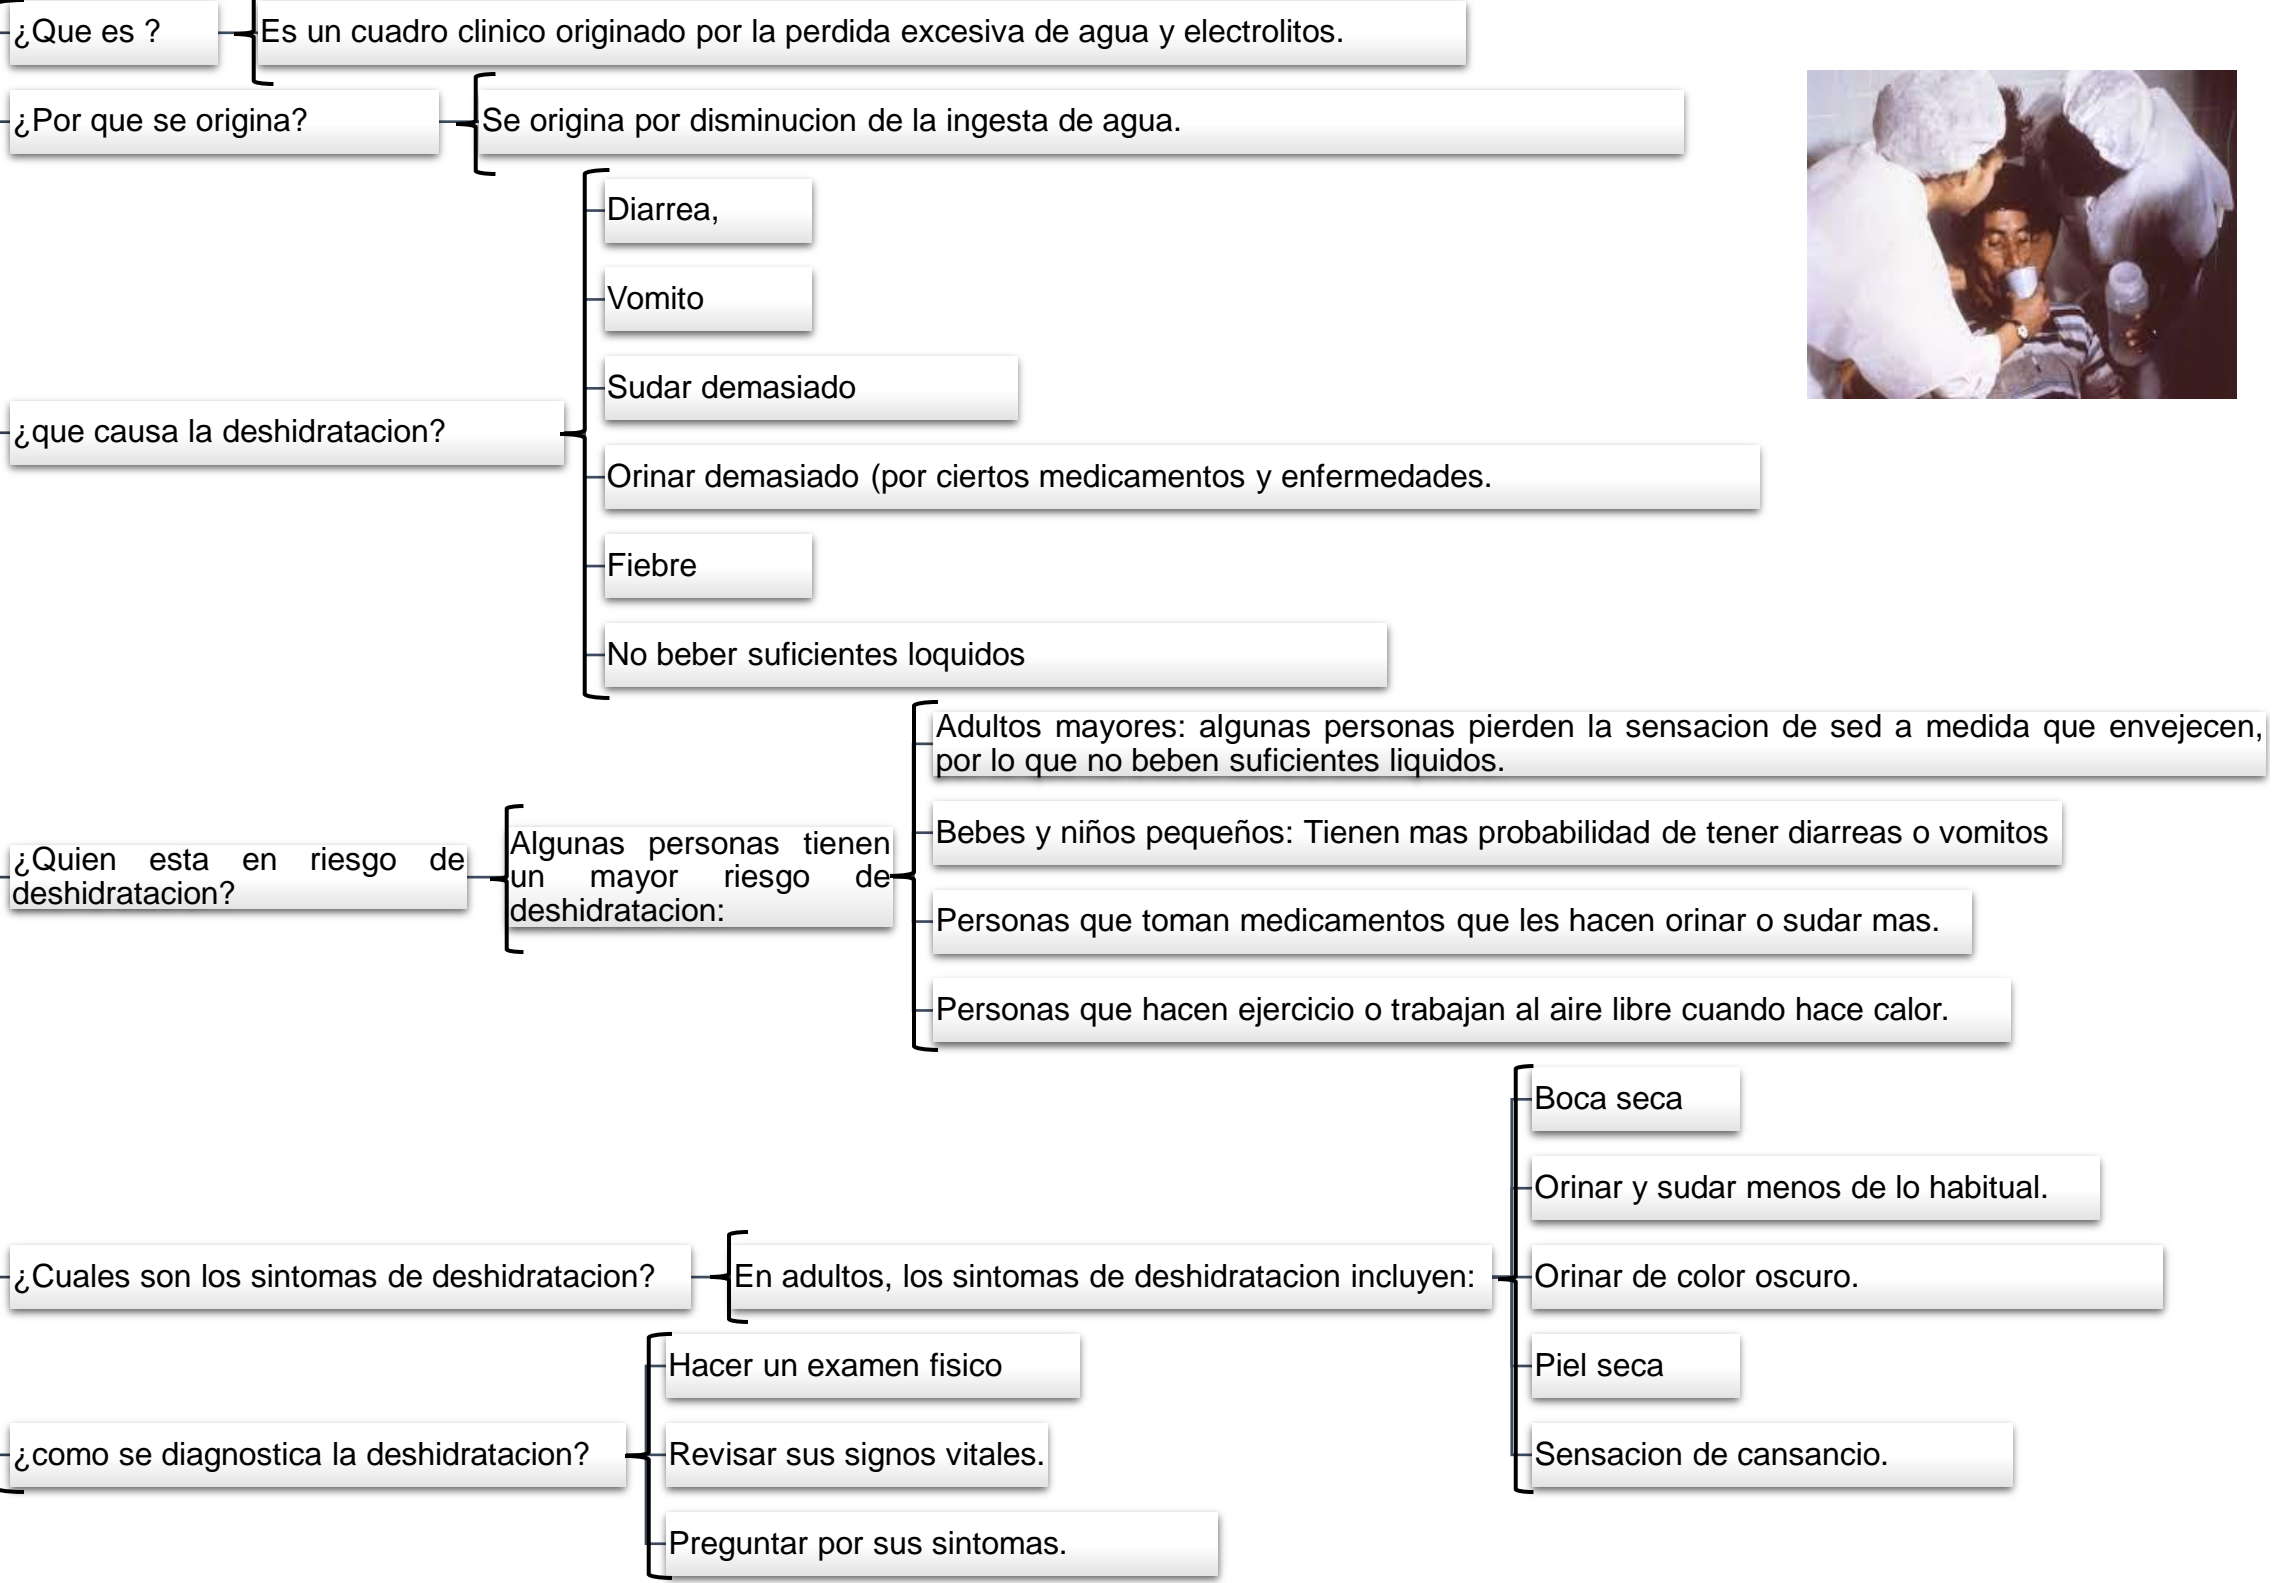 ¿Que es ?
Es un cuadro clinico originado por la perdida excesiva de agua y electrolitos.
¿Por que se origina?
Se origina por disminucion de la ingesta de agua.
¿que causa la deshidratacion?
Diarrea,
Vomito
Sudar demasiado
Orinar demasiado (por ciertos medicamentos y enfermedades.
Fiebre
No beber suficientes loquidos
¿Quien esta en riesgo de
deshidratacion?
Algunas personas tienen
un mayor riesgo de
deshidratacion:
Adultos mayores: algunas personas pierden la sensacion de sed a medida que envejecen,
por lo que no beben suficientes liquidos.
Bebes y niños pequeños: Tienen mas probabilidad de tener diarreas o vomitos
Personas que toman medicamentos que les hacen orinar o sudar mas.
Personas que hacen ejercicio o trabajan al aire libre cuando hace calor.
¿Cuales son los sintomas de deshidratacion?
En adultos, los sintomas de deshidratacion incluyen:
Boca seca
Orinar y sudar menos de lo habitual.
Orinar de color oscuro.
Piel seca
Sensacion de cansancio.
¿como se diagnostica la deshidratacion?
Hacer un examen fisico
Revisar sus signos vitales.
Preguntar por sus sintomas.